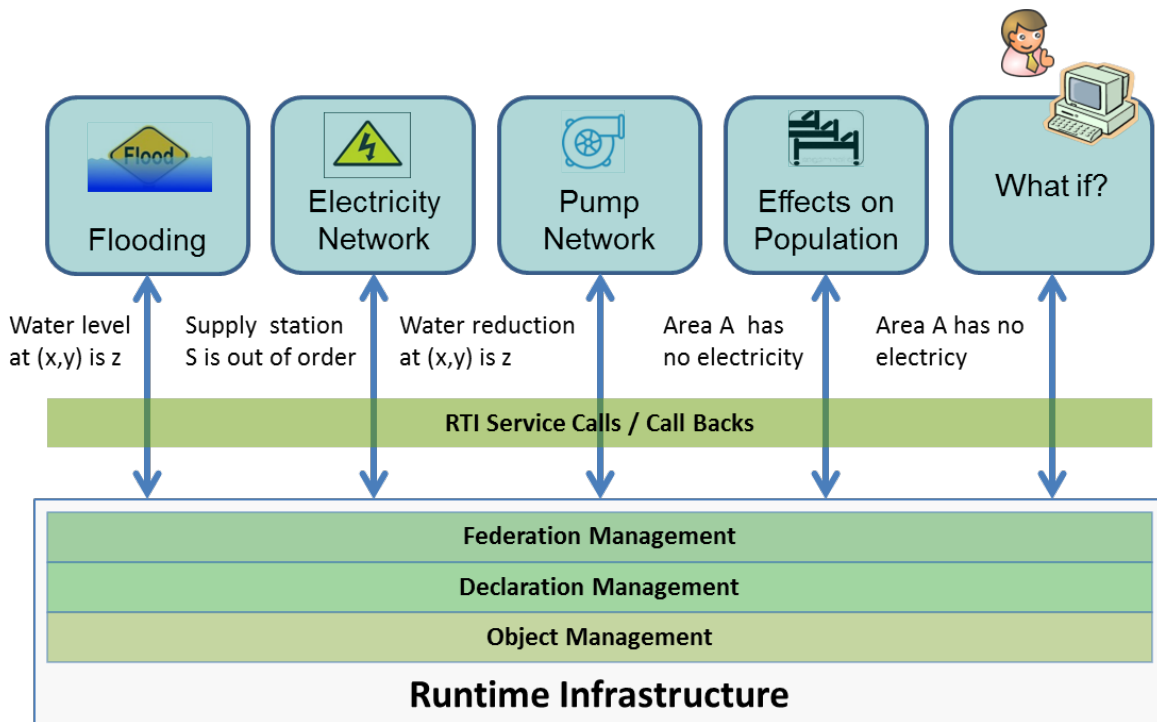 Flood
Flooding
Electricity
Network
Pump
Network
Effects on
Population
What if?
Water level
at (x,y) is z
Supply station
S is out of order
Water reduction
at (x,y) is z
Area A has
no electricity
Area A has no
electricy
RTI Service Calls / Call Backs
Federation Management
Declaration Management
Object Management
Runtime Infrastructure